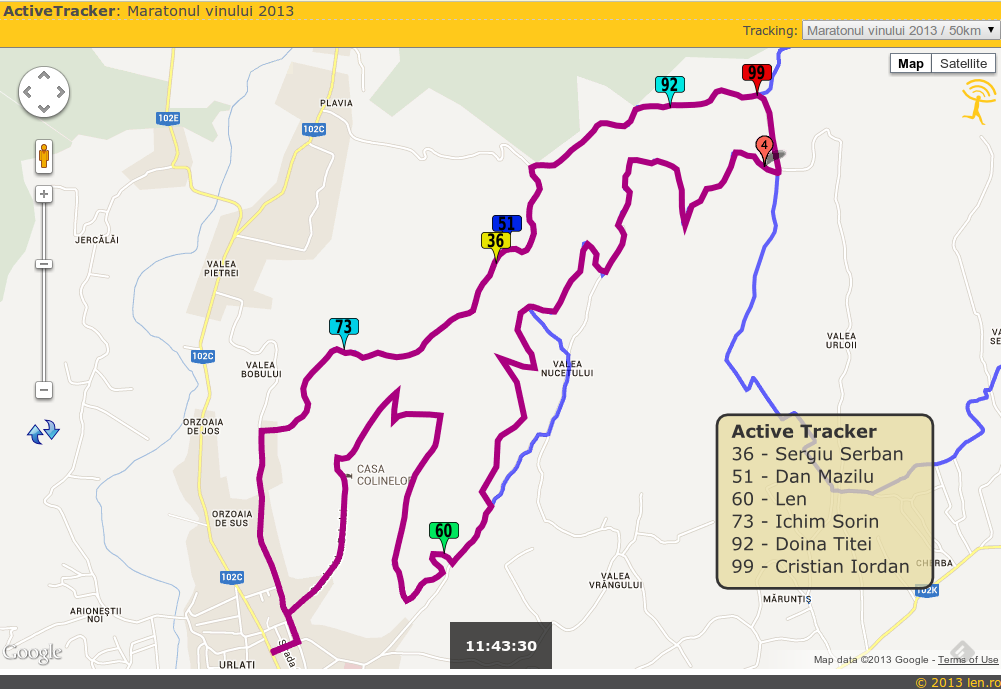 ActiveTracker: Maratonul vinului 2013
Tracking: Maratonul vinului 2013 / 50km
Map Satellite
92
99
PLAVIA
102E
102C
4
51
36
JERCĂLĂI
VALEA
PIETREI
73
VALEA
URLOII
102C
VALEA
BOBULUI
VALEA
NUCETULUI
ORZOAIA
DE JOS
CASA
COLINELOR
ORZOAIA
DE SUS
60
Active Tracker
36 - Sergiu Serban
51 - Dan Mazilu
60 - Len
73 - Ichim Sorin
92 - Doina Titei
99 - Cristian Iordan
CHERBA
102C
VALEA
VRÂNGULUI
102K
MĂRUNȚIȘ
ARIONEȘTII
NOI
11:43:30
Google
URLATI
Map data ©2013 Google - Terms of Use
© 2013 len.ro